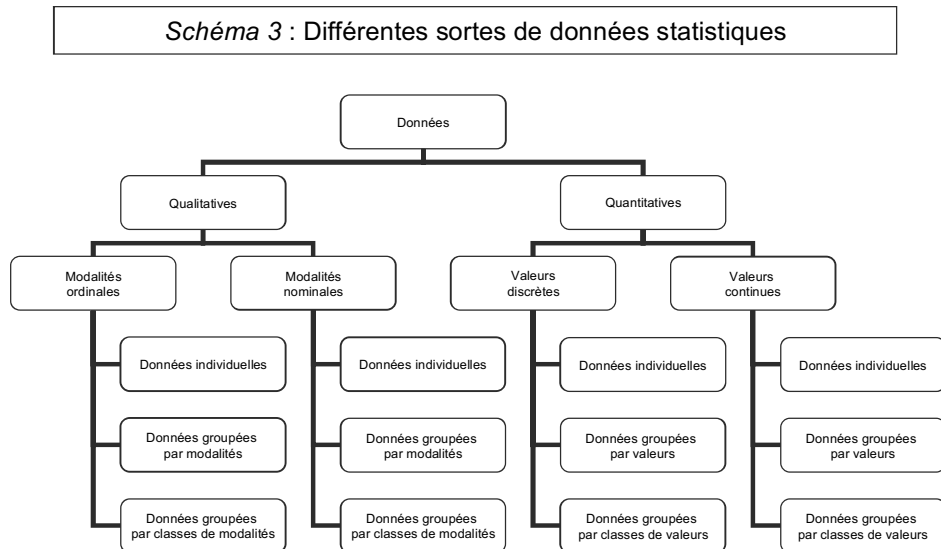 Schéma 3 : Différentes sortes de données statistiques
Données
Qualitatives
Quantitatives
Modalités
ordinales
Modalités
nominales
Valeurs
discrètes
Valeurs
continues
Données individuelles
Données individuelles
Données individuelles
Données individuelles
Données groupées
par modalités
Données groupées
par modalités
Données groupées
par valeurs
Données groupées
par valeurs
Données groupées
par classes de modalités
Données groupées
par classes de modalités
Données groupées
par classes de valeurs
Données groupées
par classes de valeurs